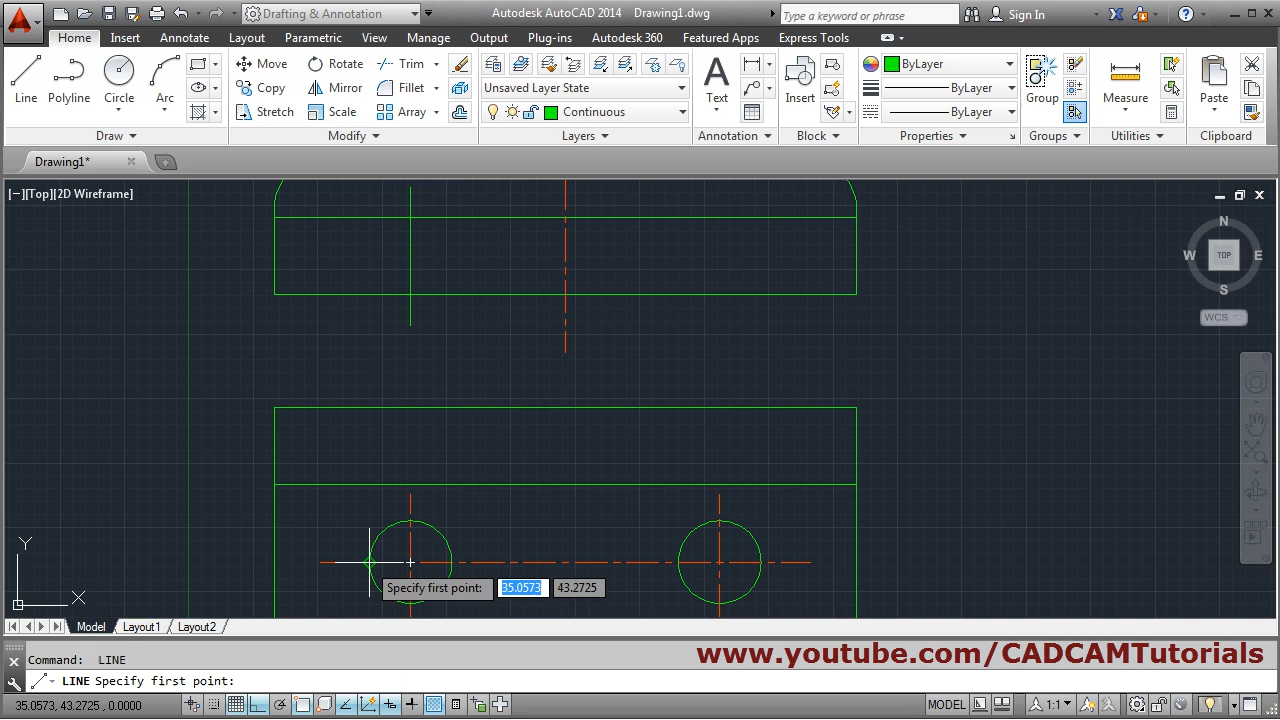 Drafting & Annotation
Autodesk AutoCAD 2014 Drawing1.dwg
Type a keyword or phrase
Sign In
Home Insert Annotate Layout Parametric View Manage Output Plug-ins Autodesk 360 Featured Apps Express Tools
Line Polyline Circle Arc
Draw
Move Rotate Trim
Copy Mirror Fillet
Stretch Scale Array
Modify
Unsaved Layer State
Continuous
Layers
Text
Annotation
Insert
Block
ByLayer
ByLayer
ByLayer
Properties
Group
Groups
Measure
Utilities
Paste
Clipboard
Drawing1*
[−][Top][2D Wireframe]
N
W TOP E
S
WCS
Specify first point: 35.0573 43.2725
Y
X
Model Layout1 Layout2
Command: LINE
www.youtube.com/CADCAMTutorials
LINE Specify first point:
35.0573, 43.2725 , 0.0000
MODEL
1:1